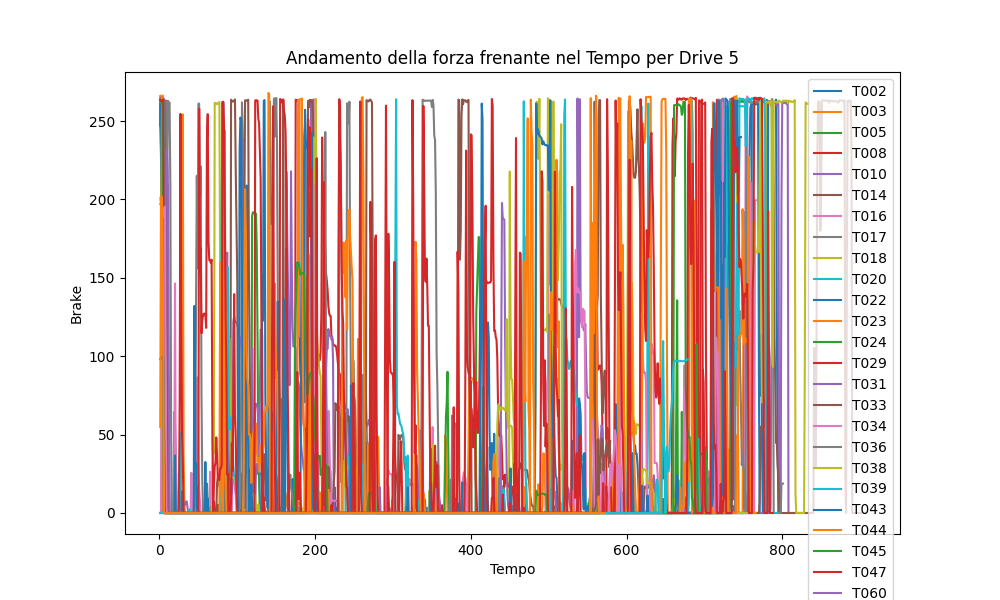 Andamento della forza frenante nel Tempo per Drive 5
Brake
250
200
150
100
50
0
0 200 400 600 800
Tempo
T002
T003
T005
T008
T010
T014
T016
T017
T018
T020
T022
T023
T024
T029
T031
T033
T034
T036
T038
T039
T043
T044
T045
T047
T060